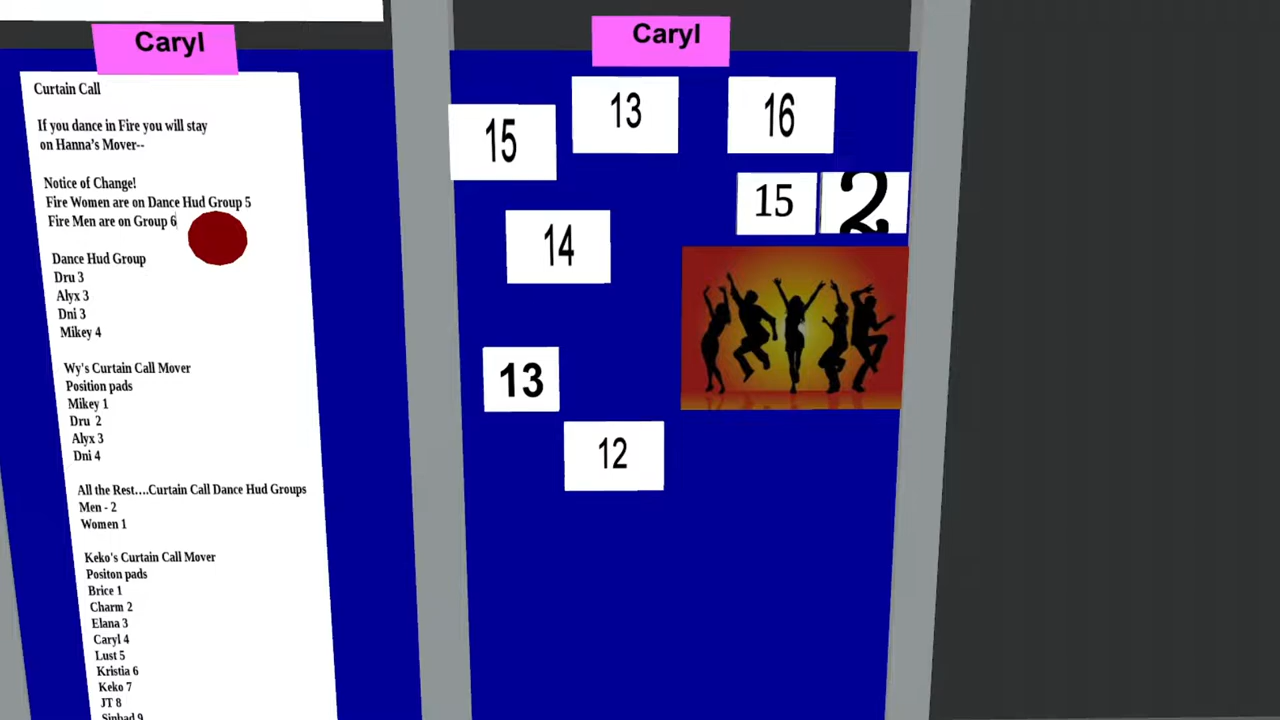 Caryl
Curtain Call
If you dance in Fire you will stay
on Hanna's Mover--
Notice of Change!
Fire Women are on Dance Hud Group 5
Fire Men are on Group 6
Dance Hud Group
Dru 3
Alyx 3
Dni 3
Mikey 4
Wy's Curtain Call Mover
Position pads
Mikey 1
Dru 2
Alyx 3
Dni 4
All the Rest....Curtain Call Dance Hud Groups
Men - 2
Women 1
Keko's Curtain Call Mover
Positon pads
Brice 1
Charm 2
Elana 3
Caryl 4
Lust 5
Kristia 6
Keko 7
JT 8
Sinbad 9
Caryl
15
13
16
15
2
14
13
12